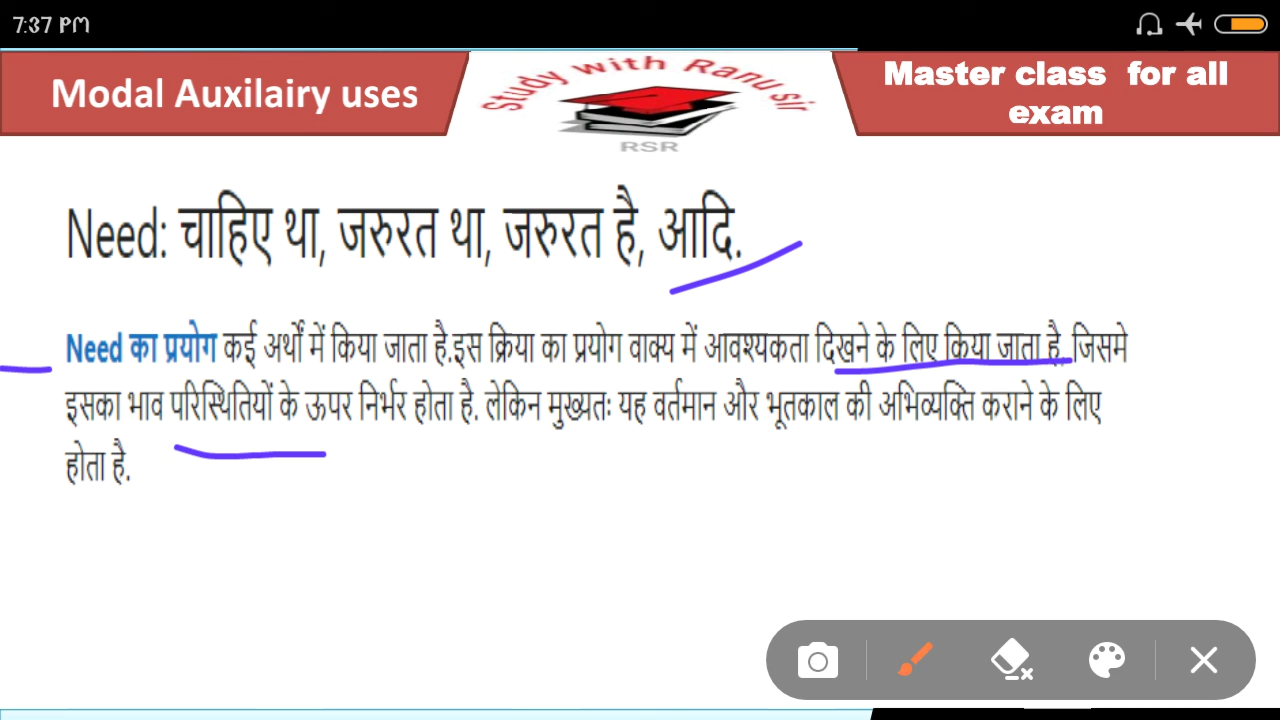 7:37 PM
Modal Auxilairy uses
Study with Ranu sir
RSR
Master class for all
exam
Need: चाहिए था, जरुरत था, जरुरत है, आदि.
Need का प्रयोग कई अर्थों में किया जाता है.इस क्रिया का प्रयोग वाक्य में आवश्यकता दिखने के लिए किया जाता है, जिसमे
इसका भाव परिस्थितियों के ऊपर निर्भर होता है. लेकिन मुख्यतः यह वर्तमान और भूतकाल की अभिव्यक्ति कराने के लिए
होता है.